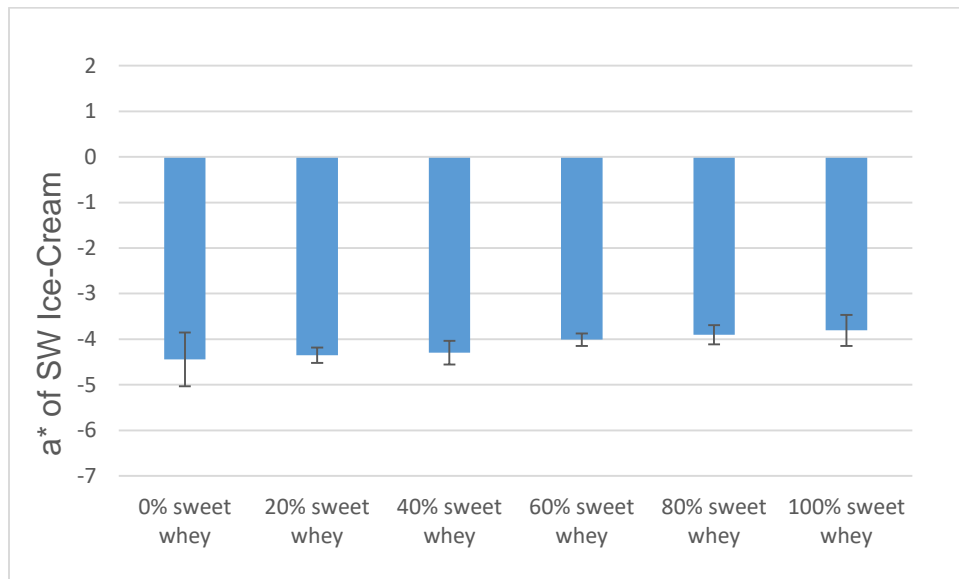 a* of SW Ice-Cream
2
1
0
-1
-2
-3
-4
-5
-6
-7
0% sweet
whey
20% sweet
whey
40% sweet
whey
60% sweet
whey
80% sweet
whey
100% sweet
whey